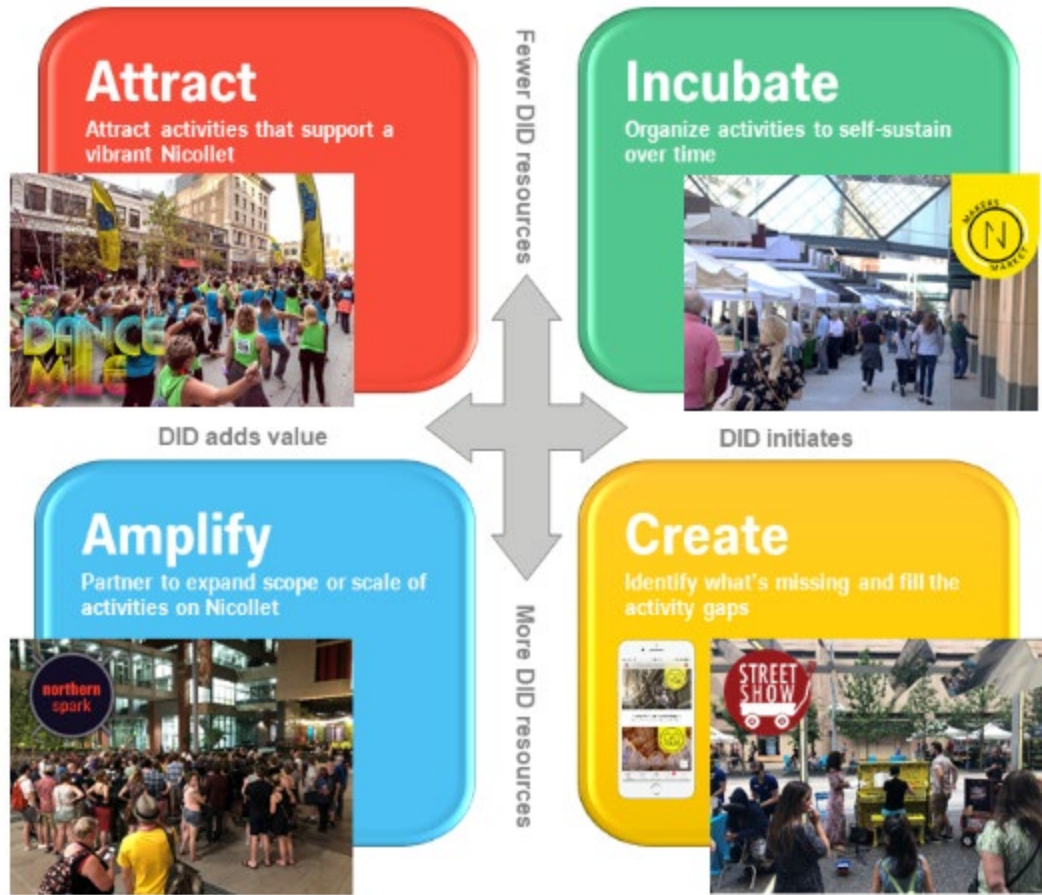 Attract
Attract activities that support a
vibrant Nicollet
DANCE
MILE
Fewer DID resources
Incubate
Organize activities to self-sustain
over time
MAKERS
N
MARKET
DID adds value
DID initiates
Amplify
Partner to expand scope or scale of
activities on Nicollet
northern
spark
More DID resources
Create
Identify what's missing and fill the
activity gaps
STREET
SHOW